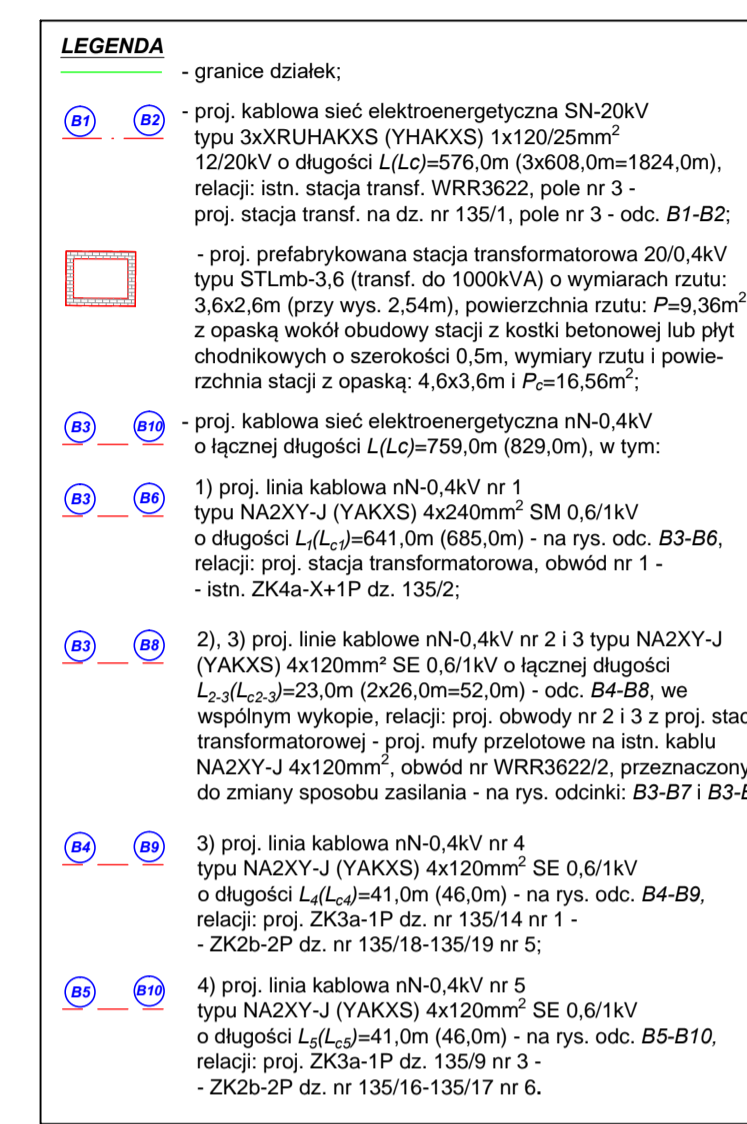 LEGENDA
- granice działek;
B1 B2 - proj. kablowa sieć elektroenergetyczna SN-20kV
typu 3xXRUHAKXS (YHAKXS) 1x120/25mm²
12/20kV o długości L(Lc)=576,0m (3x608,0m=1824,0m),
relacji: istn. stacja transf. WRR3622, pole nr 3 -
proj. stacja transf. na dz. nr 135/1, pole nr 3 - odc. B1-B2;
- proj. prefabrykowana stacja transformatorowa 20/0,4kV
typu STLmb-3,6 (transf. do 1000kVA) o wymiarach rzutu:
3,6x2,6m (przy wys. 2,54m), powierzchnia rzutu: P=9,36m²
z opaską wokół obudowy stacji z kostki betonowej lub płyt
chodnikowych o szerokości 0,5m, wymiary rzutu i powie-
rzchnia stacji z opaską: 4,6x3,6m i Pc=16,56m²;
B3 B10 - proj. kablowa sieć elektroenergetyczna nN-0,4kV
o łącznej długości L(Lc)=759,0m (829,0m), w tym:
B3 B6 1) proj. linia kablowa nN-0,4kV nr 1
typu NA2XY-J (YAKXS) 4x240mm² SM 0,6/1kV
o długości L1(Lc1)=641,0m (685,0m) - na rys. odc. B3-B6,
relacji: proj. stacja transformatorowa, obwód nr 1 -
- istn. ZK4a-X+1P dz. 135/2;
B3 B8 2), 3) proj. linie kablowe nN-0,4kV nr 2 i 3 typu NA2XY-J
(YAKXS) 4x120mm² SE 0,6/1kV o łącznej długości
L2-3(Lc2-3)=23,0m (2x26,0m=52,0m) - odc. B4-B8, we
wspólnym wykopie, relacji: proj. obwody nr 2 i 3 z proj. stac
transformatorowej - proj. mufy przelotowe na istn. kablu
NA2XY-J 4x120mm², obwód nr WRR3622/2, przeznaczony
do zmiany sposobu zasilania - na rys. odcinki: B3-B7 i B3-
B4 B9 3) proj. linia kablowa nN-0,4kV nr 4
typu NA2XY-J (YAKXS) 4x120mm² SE 0,6/1kV
o długości L4(Lc4)=41,0m (46,0m) - na rys. odc. B4-B9,
relacji: proj. ZK3a-1P dz. nr 135/14 nr 1 -
- ZK2b-2P dz. nr 135/18-135/19 nr 5;
B5 B10 4) proj. linia kablowa nN-0,4kV nr 5
typu NA2XY-J (YAKXS) 4x120mm² SE 0,6/1kV
o długości L5(Lc5)=41,0m (46,0m) - na rys. odc. B5-B10,
relacji: proj. ZK3a-1P dz. 135/9 nr 3 -
- ZK2b-2P dz. nr 135/16-135/17 nr 6.